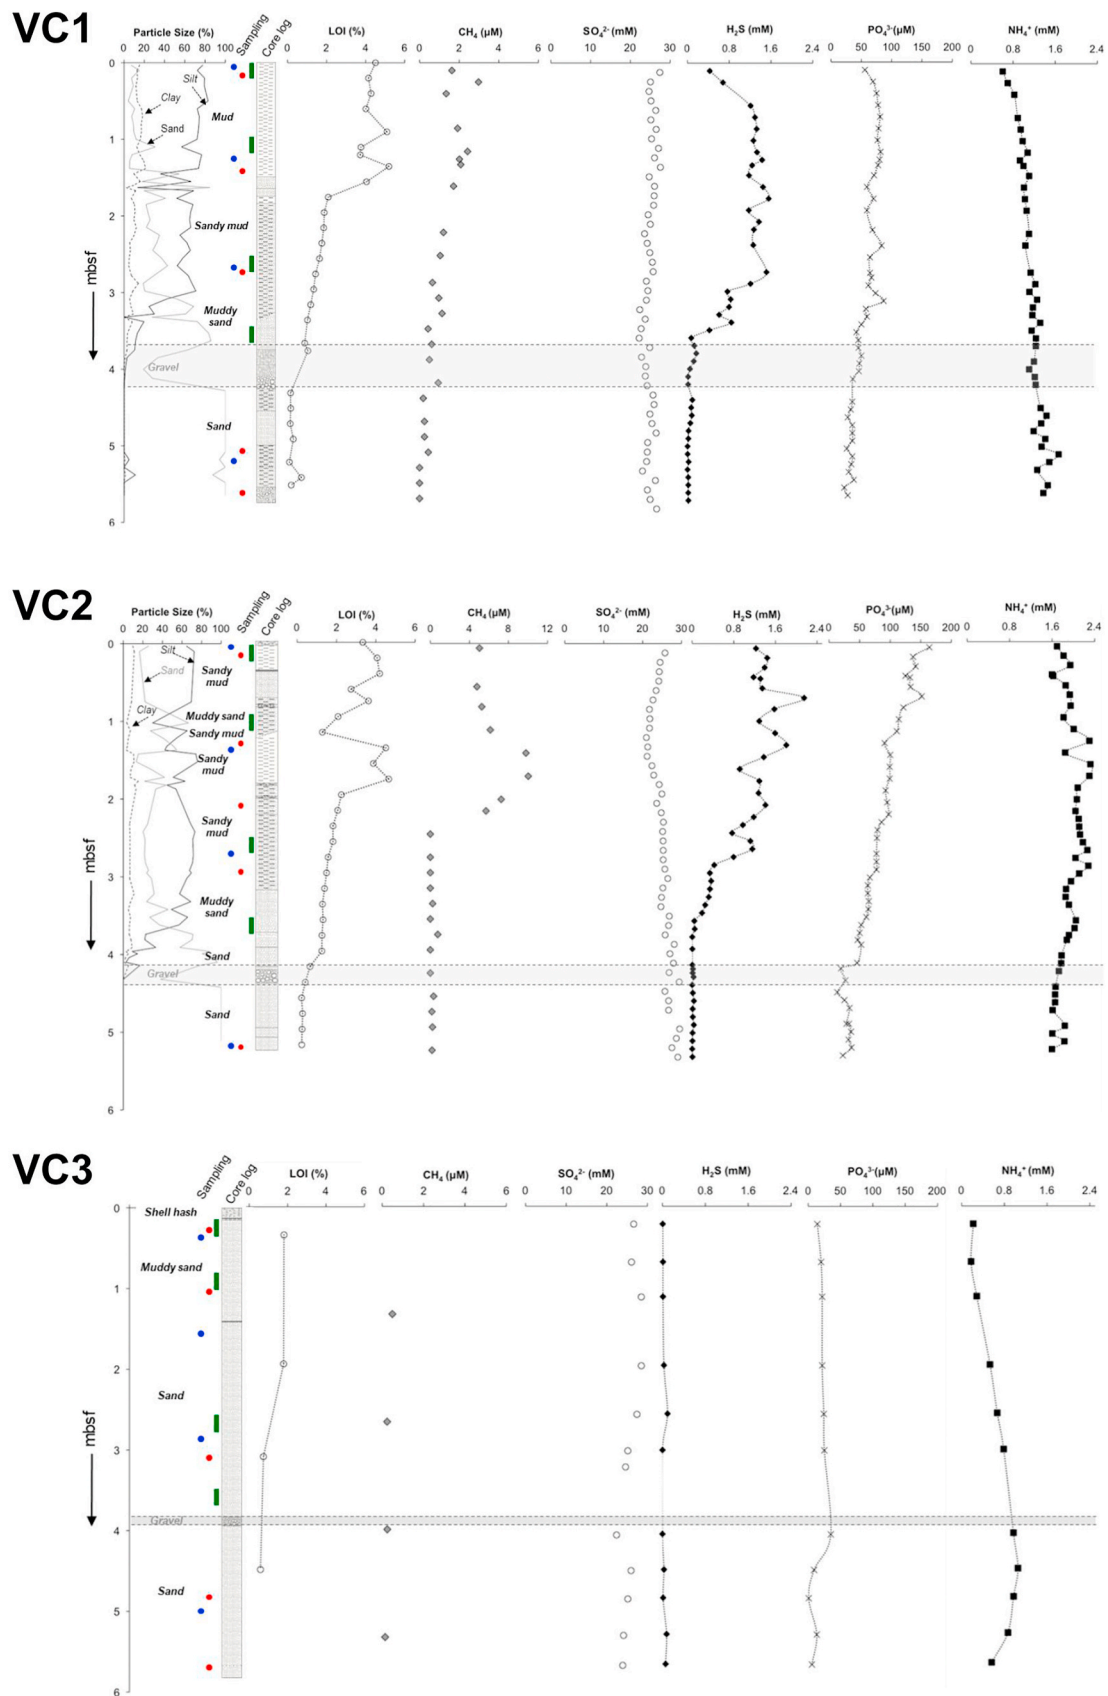 VC1
Particle Size (%)
Sampling
Core log
LOI (%)
CH₄ (µM)
SO₄²⁻ (mM)
H₂S (mM)
PO₄³⁻(µM)
NH₄⁺ (mM)
0 20 40 60 80 100
0 2 4 6
0 2 4 6
0 10 20 30
0 0.8 1.6 2.4
0 50 100 150 200
0 0.8 1.6 2.4
0
Silt
Clay
Mud
Sand
1
2
Sandy mud
mbsf
3
Muddy
sand
Gravel
4
Sand
5
6
VC2
Particle Size (%)
Sampling
Core log
LOI (%)
CH₄ (µM)
SO₄²⁻ (mM)
H₂S (mM)
PO₄³⁻(µM)
NH₄⁺ (mM)
0 20 40 60 80 100
0 2 4 6
0 4 8 12
0 10 20 30
0 0.8 1.6 2.4
0 50 100 150 200
0 0.8 1.6 2.4
0
Silt
Sand
Sandy
mud
Clay
Muddy sand
1
Sandy mud
Sandy
mud
2
Sandy
mud
mbsf
3
Muddy
sand
4
Sand
Gravel
Sand
5
6
VC3
Sampling
Core log
LOI (%)
CH₄ (µM)
SO₄²⁻ (mM)
H₂S (mM)
PO₄³⁻(µM)
NH₄⁺ (mM)
0 2 4 6
0 2 4 6
0 10 20 30
0 0.8 1.6 2.4
0 50 100 150 200
0 0.8 1.6 2.4
0
Shell hash
Muddy sand
1
2
Sand
mbsf
3
Gravel
4
Sand
5
6